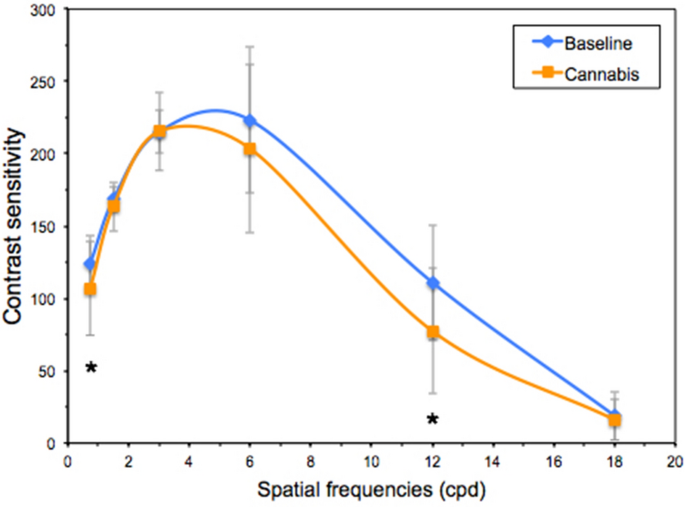 300
250
200
150
100
50
0
Contrast sensitivity
Baseline
Cannabis
*
*
0 2 4 6 8 10 12 14 16 18 20
Spatial frequencies (cpd)